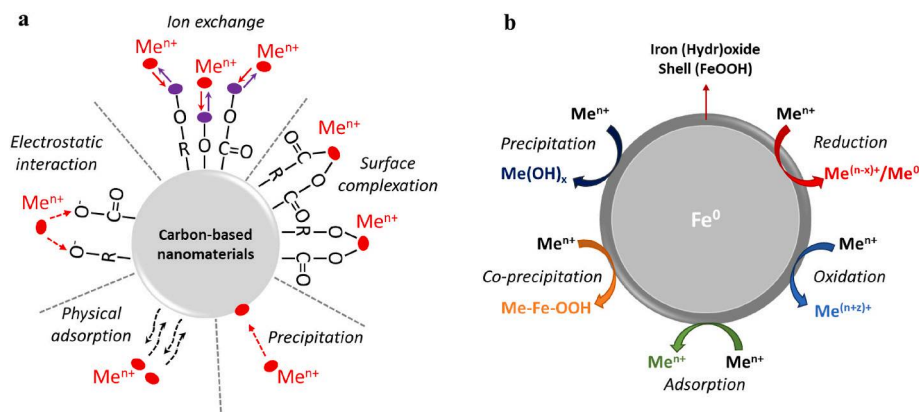 a
Ion exchange
Meⁿ⁺
Meⁿ⁺
Meⁿ⁺
O
O
O
R
C=O
Electrostatic
interaction
Meⁿ⁺
O⁻
C=O
O⁻
R
Meⁿ⁺
Surface
complexation
R
C=O
O
C=O
Meⁿ⁺
R
O
C=O
O
Carbon-based
nanomaterials
Physical
adsorption
Meⁿ⁺
Precipitation
Meⁿ⁺
b
Iron (Hydr)oxide
Shell (FeOOH)
Meⁿ⁺
Precipitation
Me(OH)ₓ
Meⁿ⁺
Reduction
Me⁽ⁿ⁻ˣ⁾⁺/Me⁰
Fe⁰
Meⁿ⁺
Co-precipitation
Me-Fe-OOH
Meⁿ⁺
Oxidation
Me⁽ⁿ⁺ᶻ⁾⁺
Meⁿ⁺
Meⁿ⁺
Adsorption